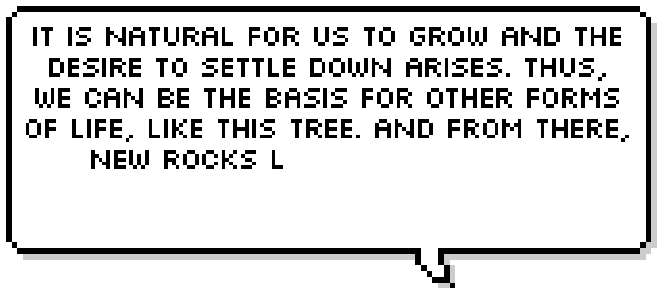 IT IS NATURAL FOR US TO GROW AND THE
DESIRE TO SETTLE DOWN ARISES. THUS,
WE CAN BE THE BASIS FOR OTHER FORMS
OF LIFE, LIKE THIS TREE. AND FROM THERE,
NEW ROCKS L